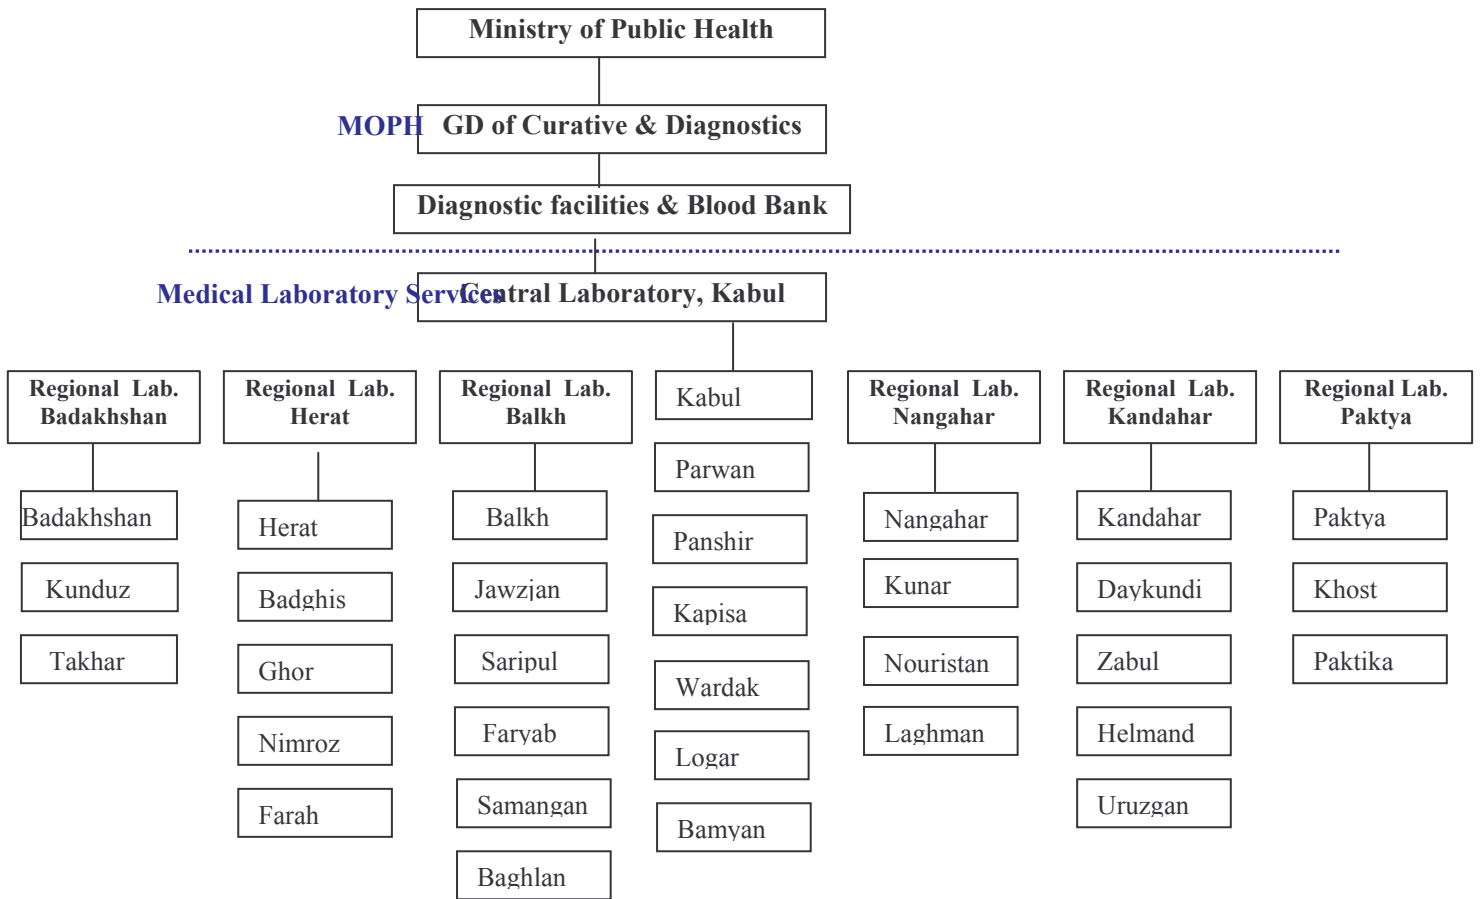 Ministry of Public Health
MOPH
GD of Curative & Diagnostics
Diagnostic facilities & Blood Bank
Medical Laboratory Services
Central Laboratory, Kabul
Regional Lab.
Badakhshan
Badakhshan
Kunduz
Takhar
Regional Lab.
Herat
Herat
Badghis
Ghor
Nimroz
Farah
Regional Lab.
Balkh
Balkh
Jawzjan
Saripul
Faryab
Samangan
Baghlan
Kabul
Parwan
Panshir
Kapisa
Wardak
Logar
Bamyan
Regional Lab.
Nangahar
Nangahar
Kunar
Nouristan
Laghman
Regional Lab.
Kandahar
Kandahar
Daykundi
Zabul
Helmand
Uruzgan
Regional Lab.
Paktya
Paktya
Khost
Paktika